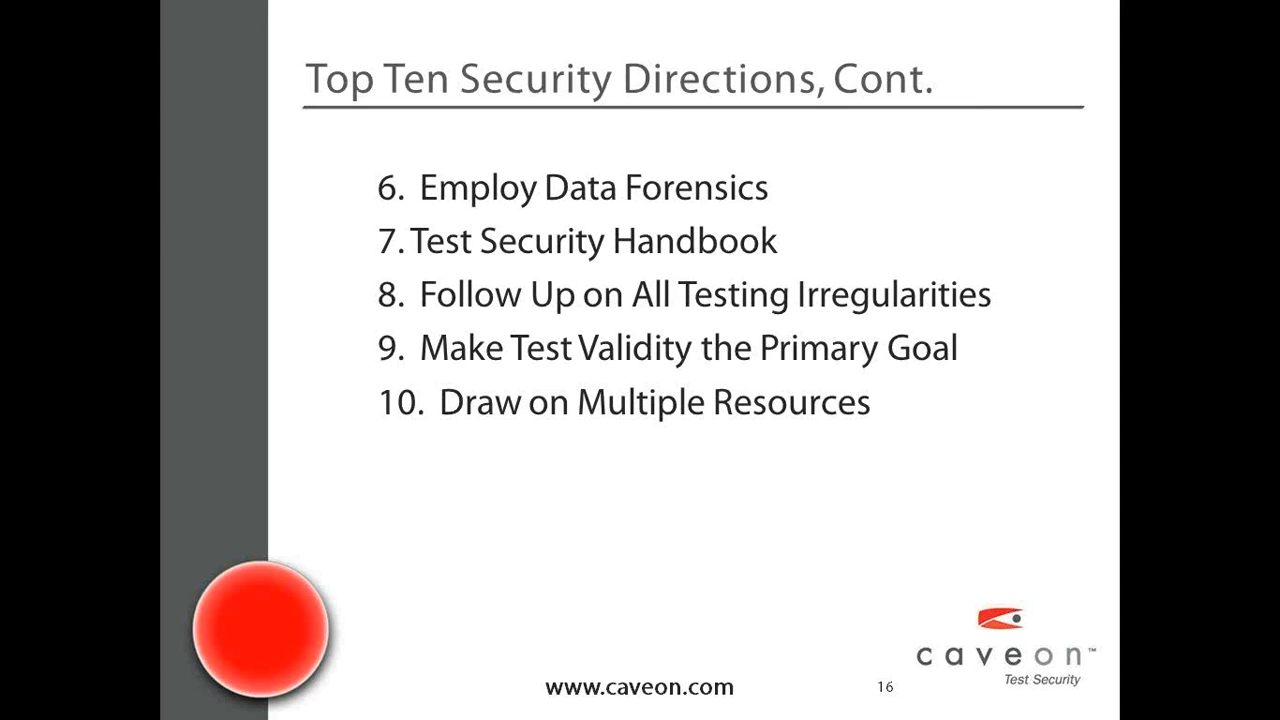 Top Ten Security Directions, Cont.
6. Employ Data Forensics
7. Test Security Handbook
8. Follow Up on All Testing Irregularities
9. Make Test Validity the Primary Goal
10. Draw on Multiple Resources
caveon™
Test Security
www.caveon.com
16